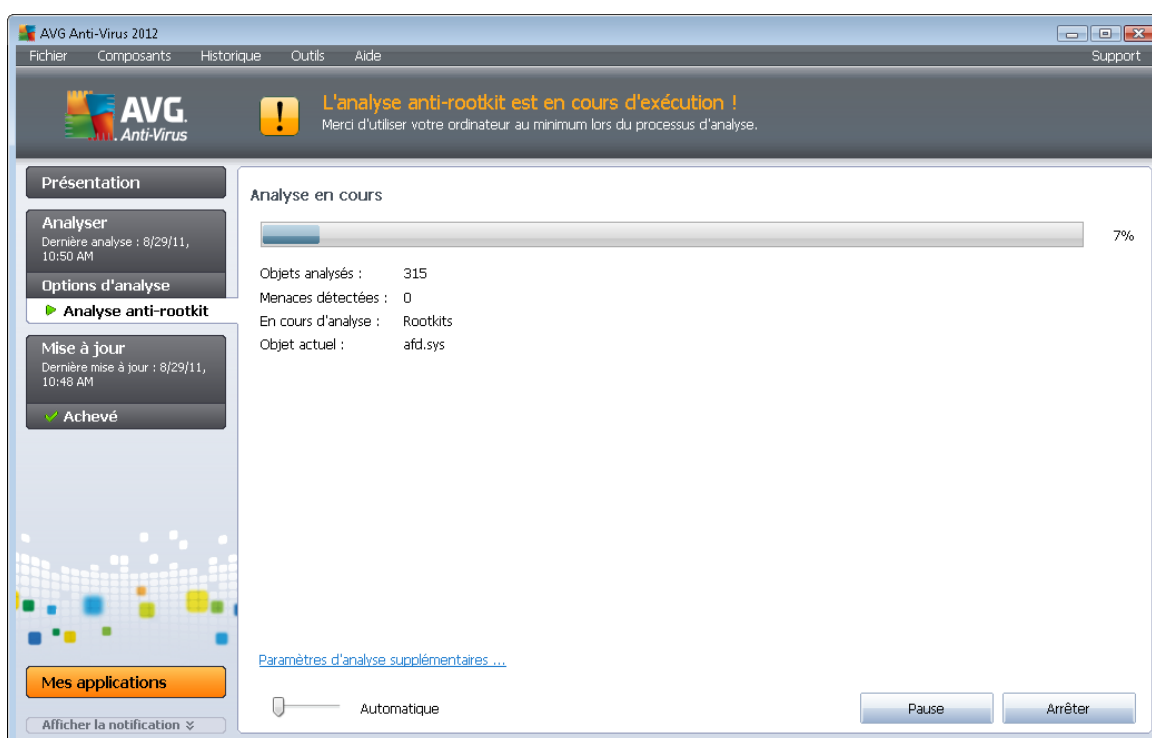 AVG Anti-Virus 2012
Fichier Composants Historique Outils Aide Support
AVG.
Anti-Virus
L'analyse anti-rootkit est en cours d'exécution !
Merci d'utiliser votre ordinateur au minimum lors du processus d'analyse.
Présentation
Analyser
Dernière analyse : 8/29/11,
10:50 AM
Options d'analyse
Analyse anti-rootkit
Mise à jour
Dernière mise à jour : 8/29/11,
10:48 AM
Achevé
Mes applications
Afficher la notification
Analyse en cours
7%
Objets analysés : 315
Menaces détectées : 0
En cours d'analyse : Rootkits
Objet actuel : afd.sys
Paramètres d'analyse supplémentaires ...
Automatique
Pause
Arrêter